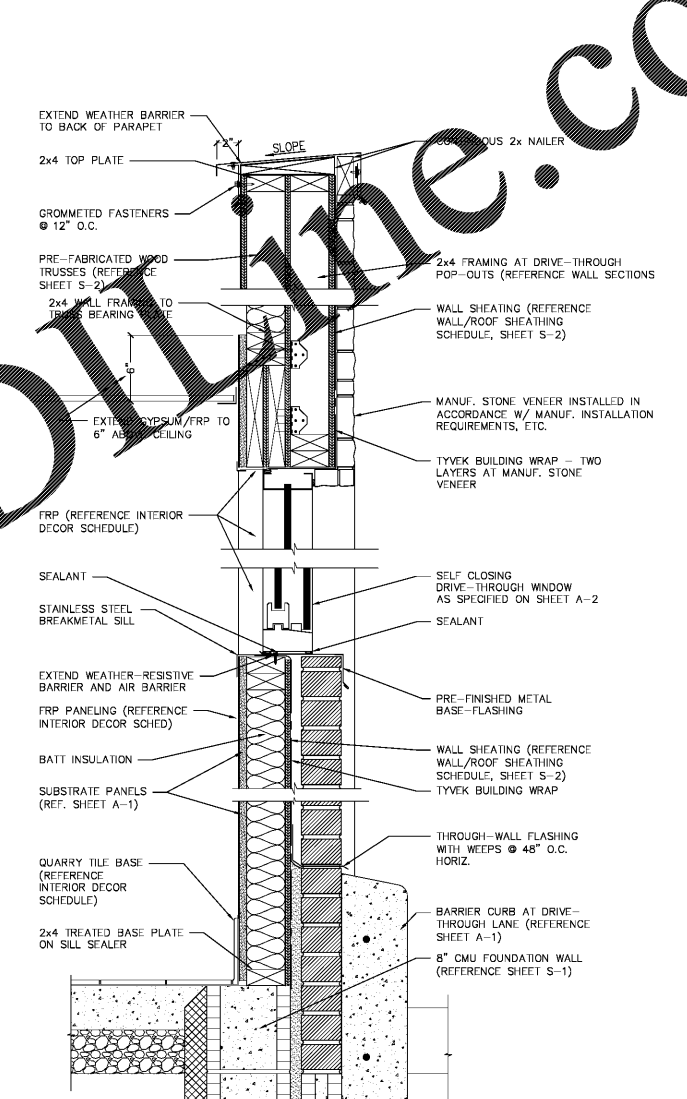 EXTEND WEATHER BARRIER
TO BACK OF PARAPET
2"
SLOPE
2x NAILER
2x4 TOP PLATE
GROMMETED FASTENERS
@ 12" O.C.
PRE-FABRICATED WOOD
TRUSSES (REFERENCE
SHEET S-2)
2x4 WALL FRAMING TO
TRUSS BEARING PLATE
6"
EXTEND GYPSUM/FRP TO
6" ABOVE CEILING
2x4 FRAMING AT DRIVE-THROUGH
POP-OUTS (REFERENCE WALL SECTIONS
WALL SHEATING (REFERENCE
WALL/ROOF SHEATHING
SCHEDULE, SHEET S-2)
MANUF. STONE VENEER INSTALLED IN
ACCORDANCE W/ MANUF. INSTALLATION
REQUIREMENTS, ETC.
TYVEK BUILDING WRAP - TWO
LAYERS AT MANUF. STONE
VENEER
FRP (REFERENCE INTERIOR
DECOR SCHEDULE)
SEALANT
STAINLESS STEEL
BREAKMETAL SILL
SELF CLOSING
DRIVE-THROUGH WINDOW
AS SPECIFIED ON SHEET A-2
SEALANT
EXTEND WEATHER-RESISTIVE
BARRIER AND AIR BARRIER
FRP PANELING (REFERENCE
INTERIOR DECOR SCHED)
BATT INSULATION
SUBSTRATE PANELS
(REF. SHEET A-1)
PRE-FINISHED METAL
BASE-FLASHING
WALL SHEATING (REFERENCE
WALL/ROOF SHEATHING
SCHEDULE, SHEET S-2)
TYVEK BUILDING WRAP
THROUGH-WALL FLASHING
WITH WEEPS @ 48" O.C.
HORIZ.
QUARRY TILE BASE
(REFERENCE
INTERIOR DECOR
SCHEDULE)
2x4 TREATED BASE PLATE
ON SILL SEALER
BARRIER CURB AT DRIVE-
THROUGH LANE (REFERENCE
SHEET A-1)
8" CMU FOUNDATION WALL
(REFERENCE SHEET S-1)